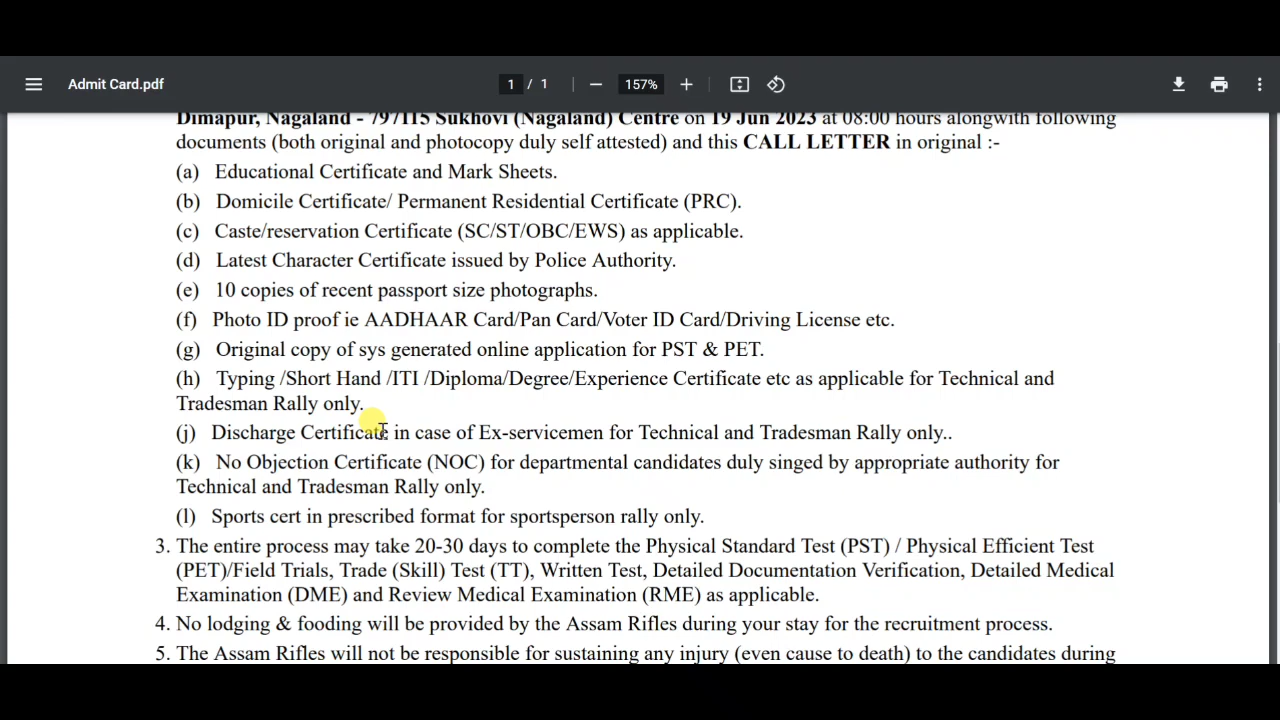 Admit Card.pdf
1 / 1
157%
Dimapur, Nagaland - 797115 Sukhovi (Nagaland) Centre on 19 Jun 2023 at 08:00 hours alongwith following
documents (both original and photocopy duly self attested) and this CALL LETTER in original :-
(a) Educational Certificate and Mark Sheets.
(b) Domicile Certificate/ Permanent Residential Certificate (PRC).
(c) Caste/reservation Certificate (SC/ST/OBC/EWS) as applicable.
(d) Latest Character Certificate issued by Police Authority.
(e) 10 copies of recent passport size photographs.
(f) Photo ID proof ie AADHAAR Card/Pan Card/Voter ID Card/Driving License etc.
(g) Original copy of sys generated online application for PST & PET.
(h) Typing /Short Hand /ITI /Diploma/Degree/Experience Certificate etc as applicable for Technical and
Tradesman Rally only.
(j) Discharge Certificate in case of Ex-servicemen for Technical and Tradesman Rally only..
(k) No Objection Certificate (NOC) for departmental candidates duly singed by appropriate authority for
Technical and Tradesman Rally only.
(l) Sports cert in prescribed format for sportsperson rally only.
3. The entire process may take 20-30 days to complete the Physical Standard Test (PST) / Physical Efficient Test
(PET)/Field Trials, Trade (Skill) Test (TT), Written Test, Detailed Documentation Verification, Detailed Medical
Examination (DME) and Review Medical Examination (RME) as applicable.
4. No lodging & fooding will be provided by the Assam Rifles during your stay for the recruitment process.
5. The Assam Rifles will not be responsible for sustaining any injury (even cause to death) to the candidates during